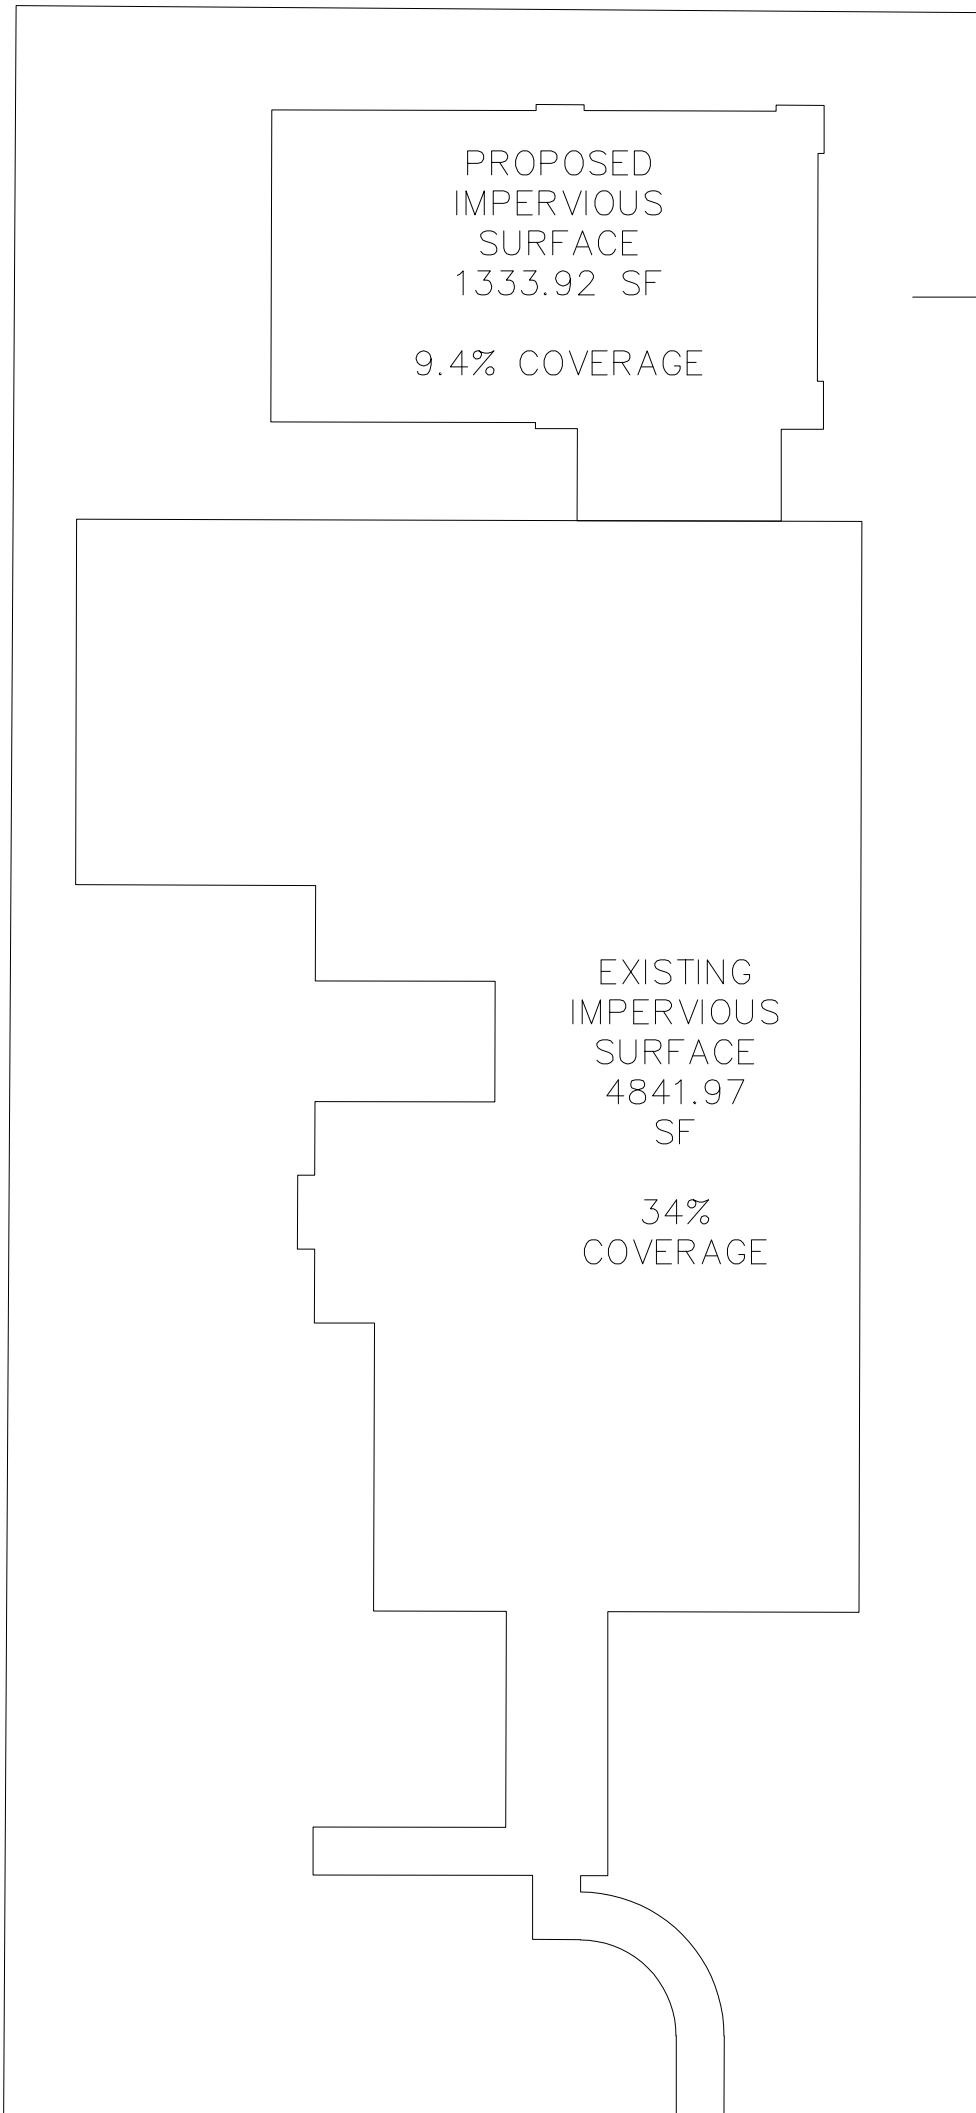 PROPOSED
IMPERVIOUS
SURFACE
1333.92 SF
9.4% COVERAGE
EXISTING
IMPERVIOUS
SURFACE
4841.97
SF
34%
COVERAGE